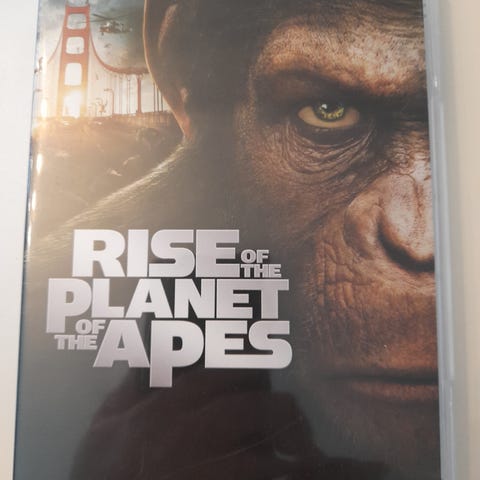 RISE OF THE
PLANET
OF THE APES